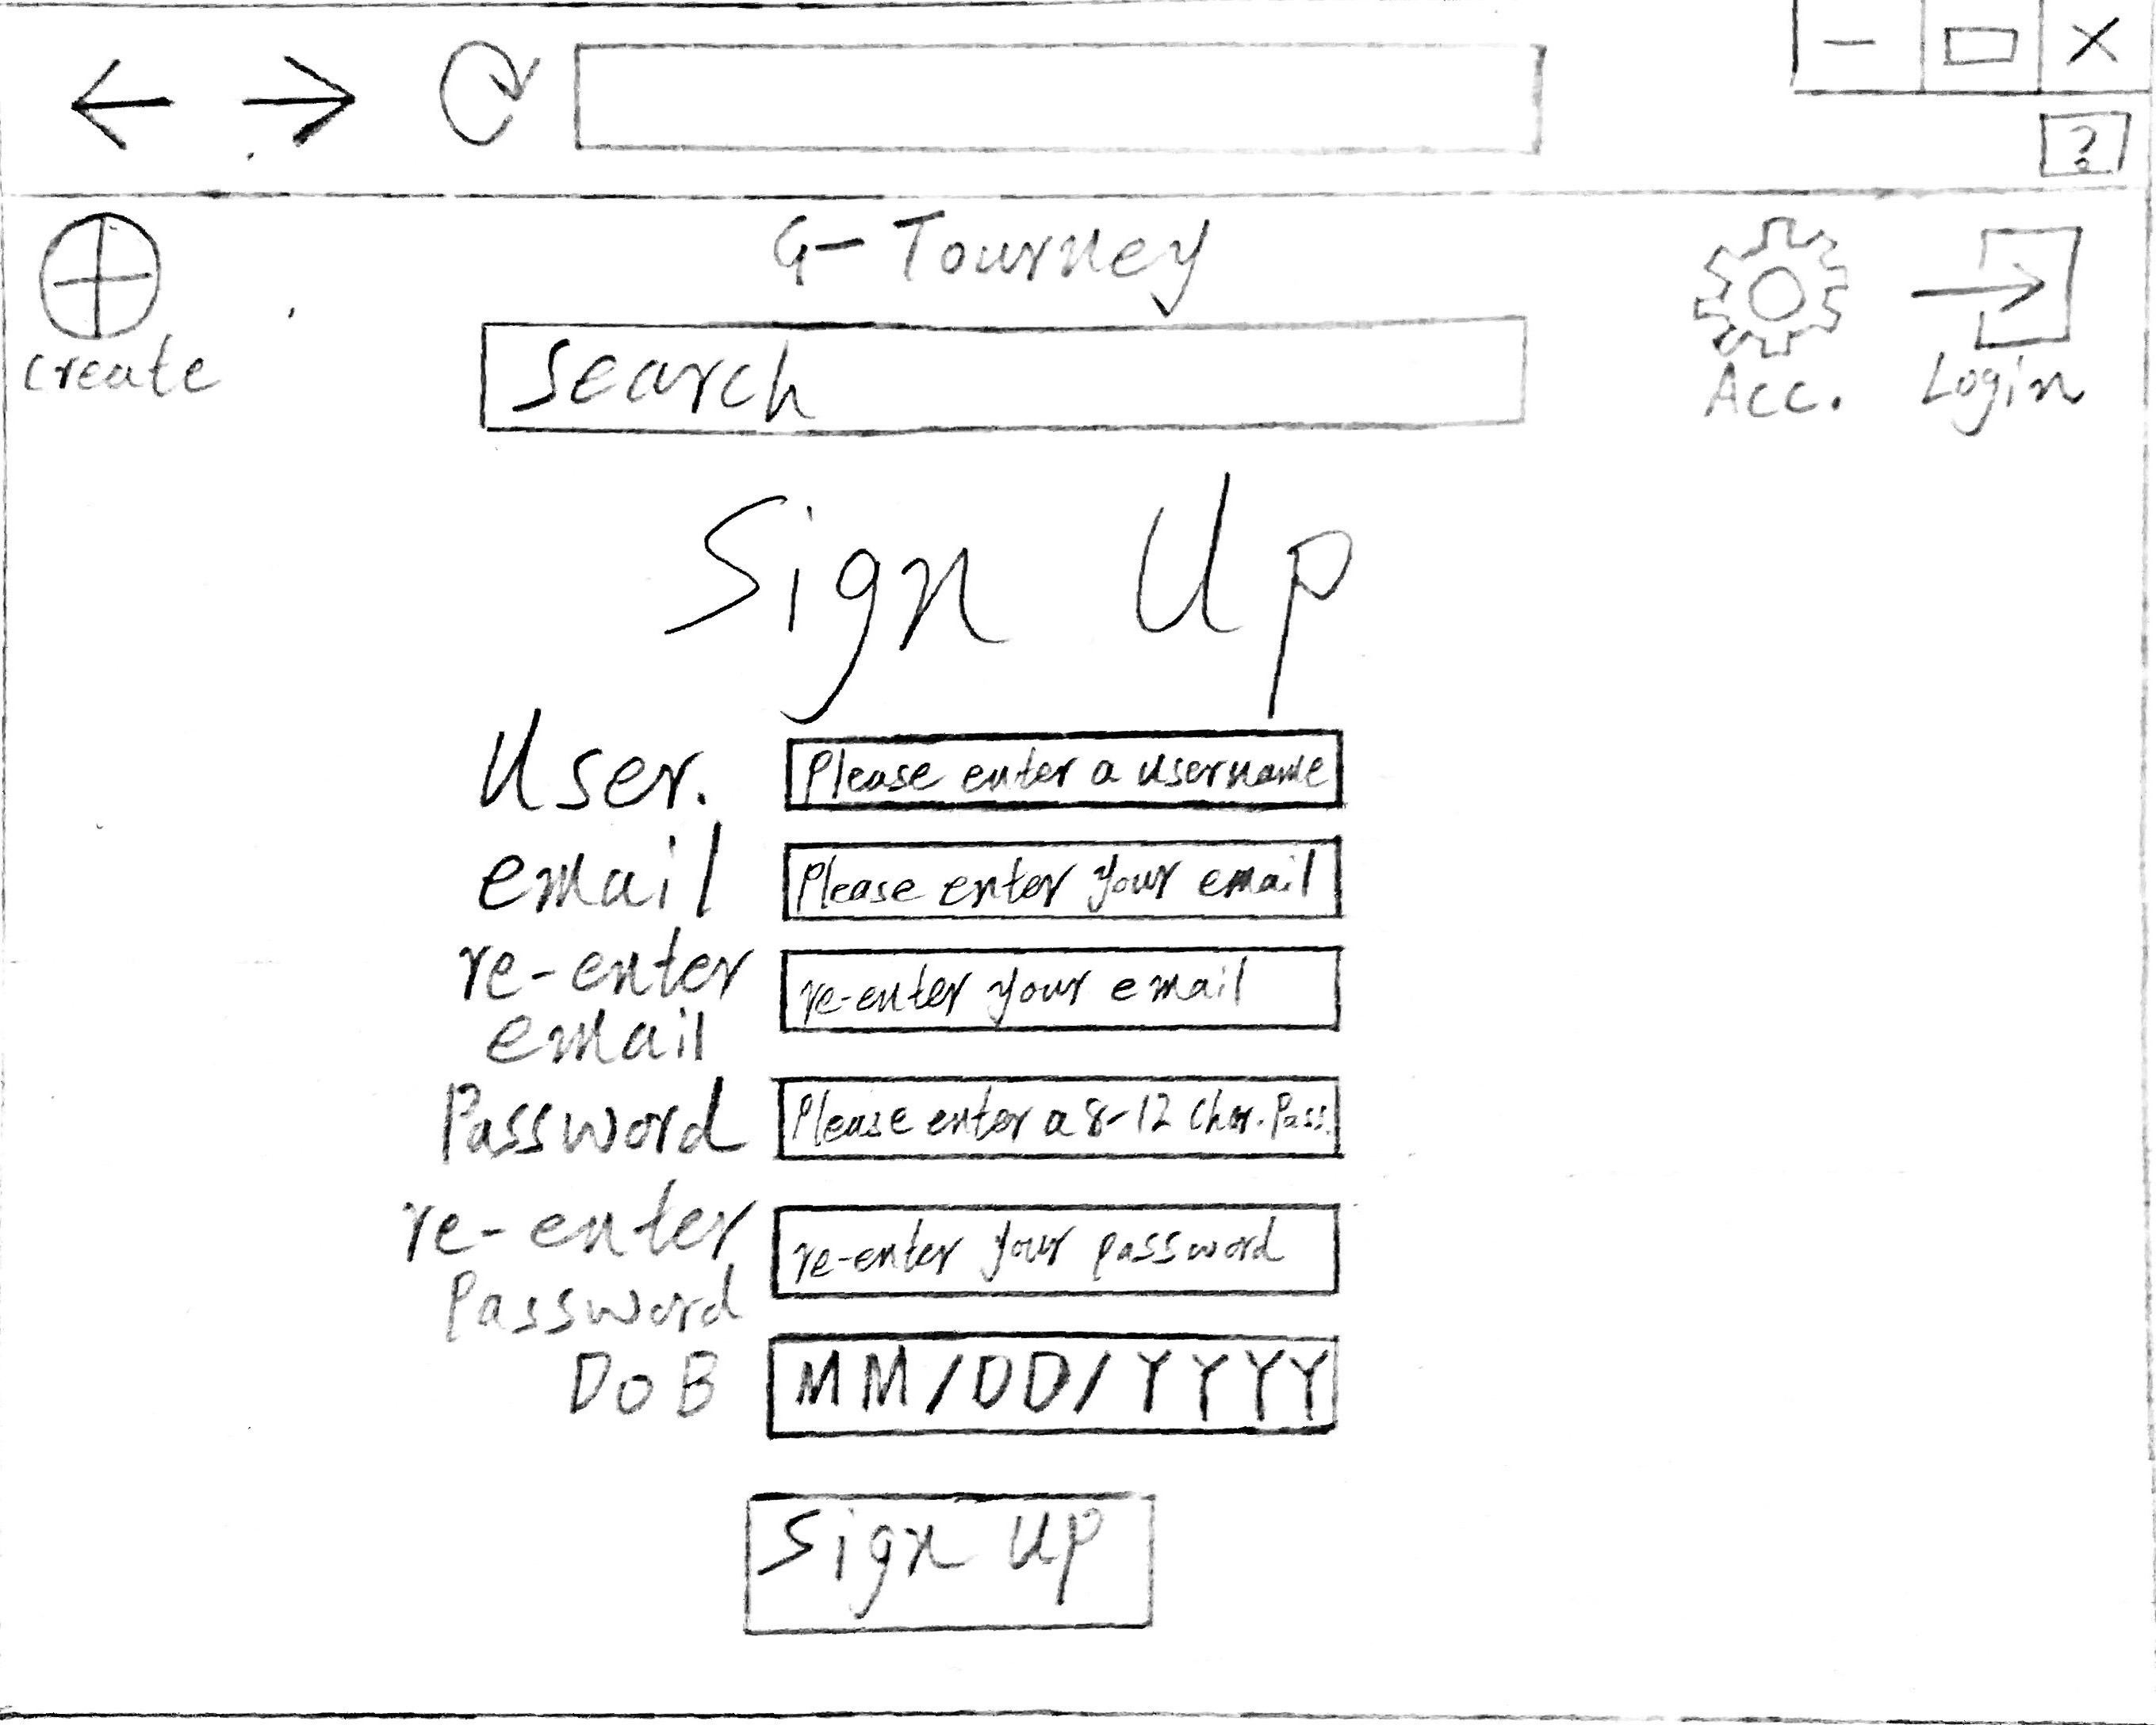 ?
G-Tourney
create
Search
Acc.
Login
Sign Up
User.
Please enter a username
email
Please enter your email
re-enter
email
re-enter your email
Password
Please enter a 8-12 Char. Pass.
re-enter
Password
re-enter your password
DoB
MM/DD/YYYY
Sign up